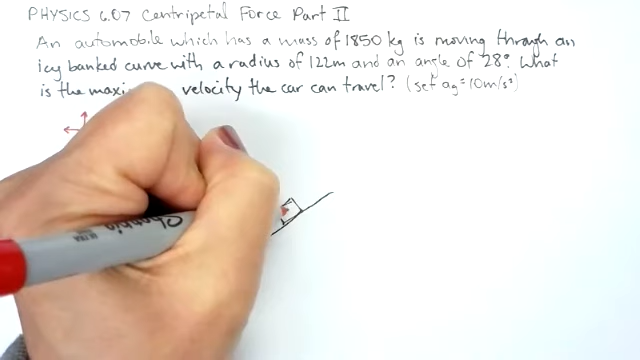 PHYSICS 6.07 Centripetal Force Part II
An automobile which has a mass of 1850 kg is moving through an
icy banked curve with a radius of 122m and an angle of 28°. What
is the velocity the car can travel? (set ag=10m/s²)
Sharpie